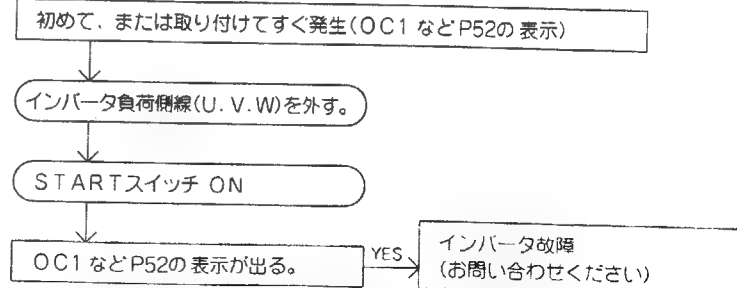 初めて、または取り付けてすぐ発生(OC1 などP52の表示)
インバータ負荷側線(U.V.W)を外す。
STARTスイッチ ON
OC1 などP52の表示が出る。
YES
インバータ故障
(お問い合わせください)